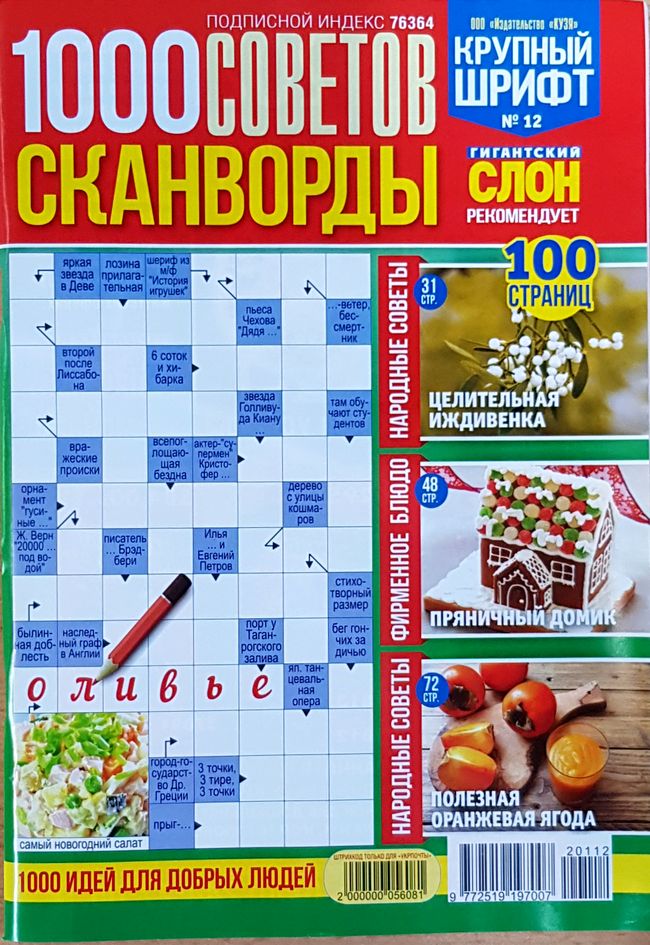 ПОДПИСНОЙ ИНДЕКС 76364
1000 СОВЕТОВ
СКАНВОРДЫ
ООО «Издательство «КУЗЯ»
КРУПНЫЙ
ШРИФТ
№ 12
ГИГАНТСКИЙ
СЛОН
РЕКОМЕНДУЕТ
100
СТРАНИЦ
яркая
звезда
в Деве
лозина
прилага-
тельная
шериф из
м/ф
"История
игрушек"
пьеса
Чехова
"Дядя ..."
...-ветер,
бес-
смерт-
ник
второй
после
Лиссабо-
на
6 соток
и хи-
барка
звезда
Голливу-
да Киану
...
там обу-
чают сту-
дентов
вра-
жеские
происки
всепог-
лощаю-
щая
бездна
актер-"су-
пермен"
Кристо-
фер ...
орна-
мент
"гуси-
ные ..."
дерево
с улицы
кошма-
ров
Ж. Верн
"20000 ...
под во-
дой"
писатель
... Брэд-
бери
Илья
... и
Евгений
Петров
стихо-
творный
размер
былин-
ная доб-
лесть
наслед-
ный граф
в Англии
порт у
Таган-
рогского
залива
бег гон-
чих за
дичью
оливье
яп. тан-
цеваль-
ная
опера
город-го-
сударст-
во Др.
Греции
3 точки,
3 тире,
3 точки
прыг-...
самый новогодний салат
НАРОДНЫЕ СОВЕТЫ
31
СТР.
ЦЕЛИТЕЛЬНАЯ
ИЖДИВЕНКА
ФИРМЕННОЕ БЛЮДО
48
СТР.
ПРЯНИЧНЫЙ ДОМИК
НАРОДНЫЕ СОВЕТЫ
72
СТР.
ПОЛЕЗНАЯ
ОРАНЖЕВАЯ ЯГОДА
1000 ИДЕЙ ДЛЯ ДОБРЫХ ЛЮДЕЙ
ШТРИХКОД ТОЛЬКО ДЛЯ «УКРПОЧТЫ»
2 000000 056081
20112
9 772519 197007